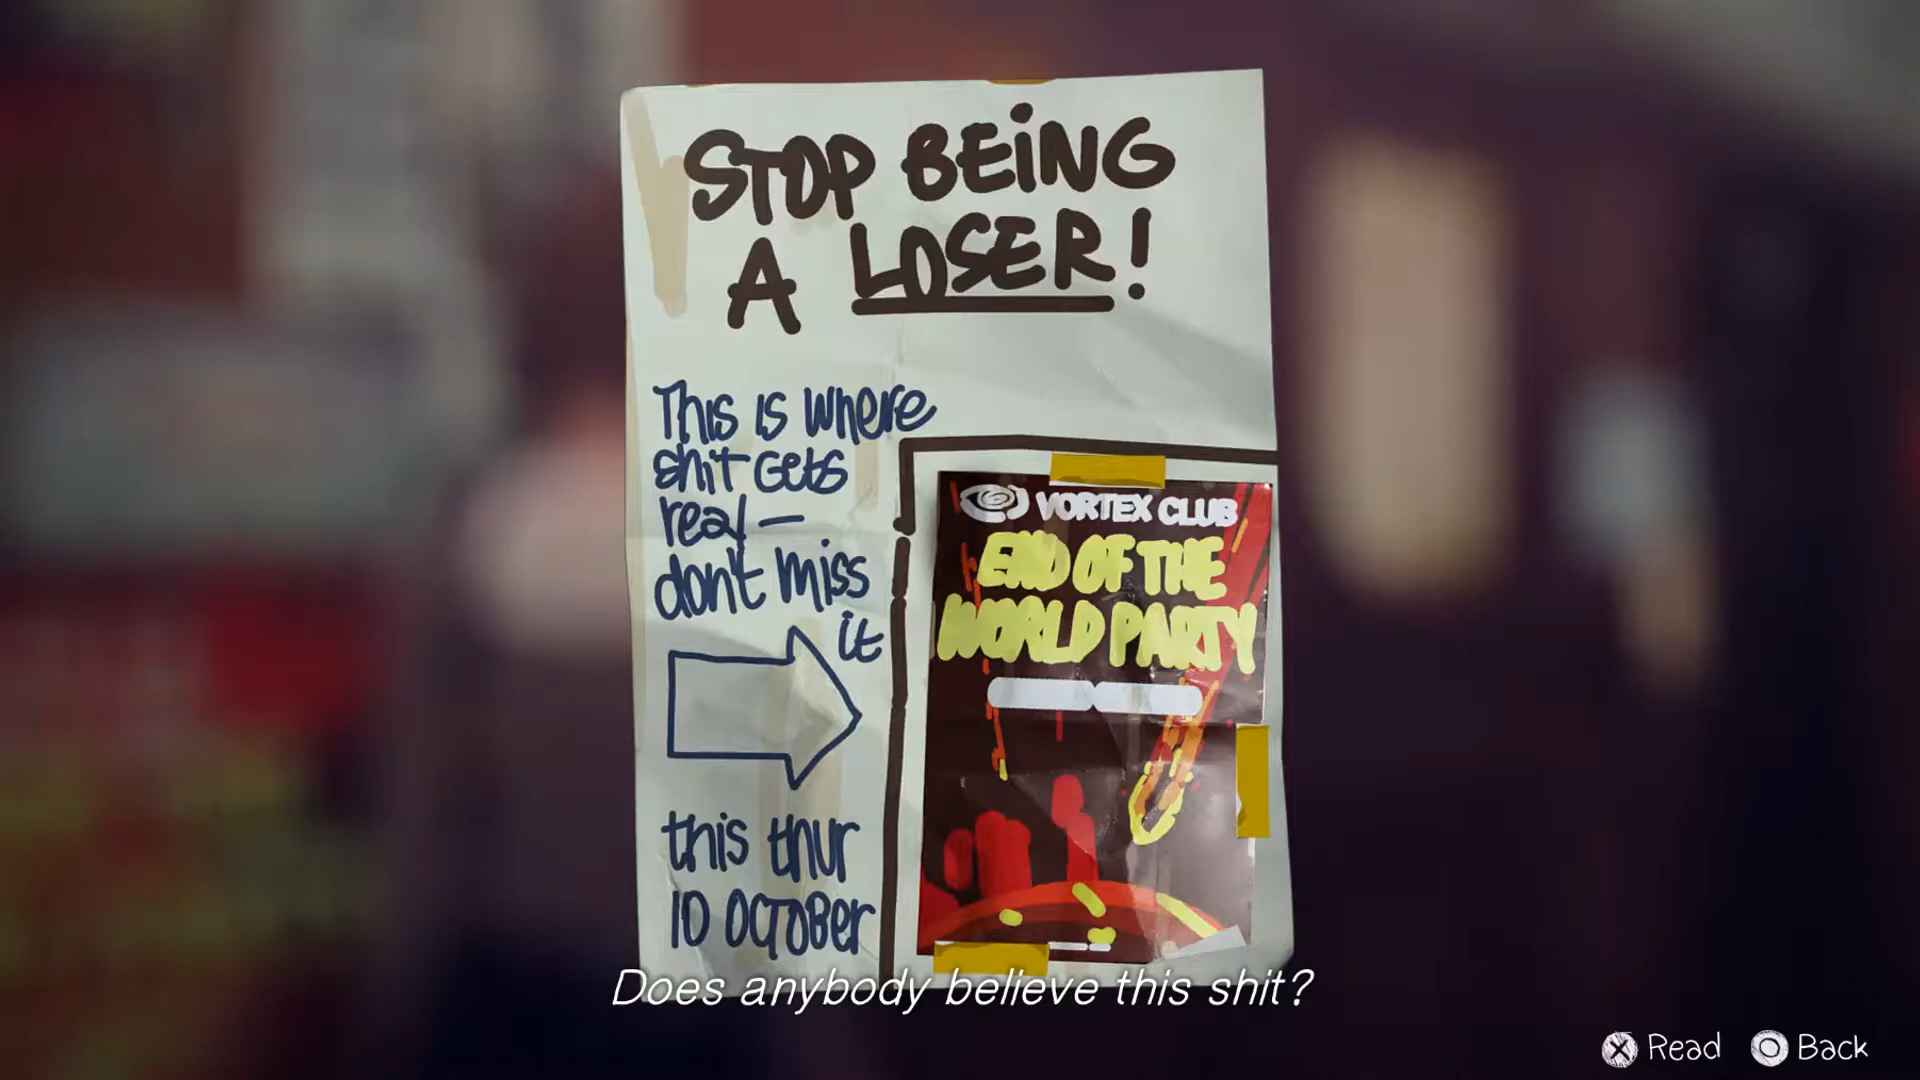 STOP BEING
A LOSER!
This is where
shit gets
real —
don't miss
it
VORTEX CLUB
END OF THE
WORLD PARTY
this thur
10 OCTOBER
Does anybody believe this shit?
Read
Back